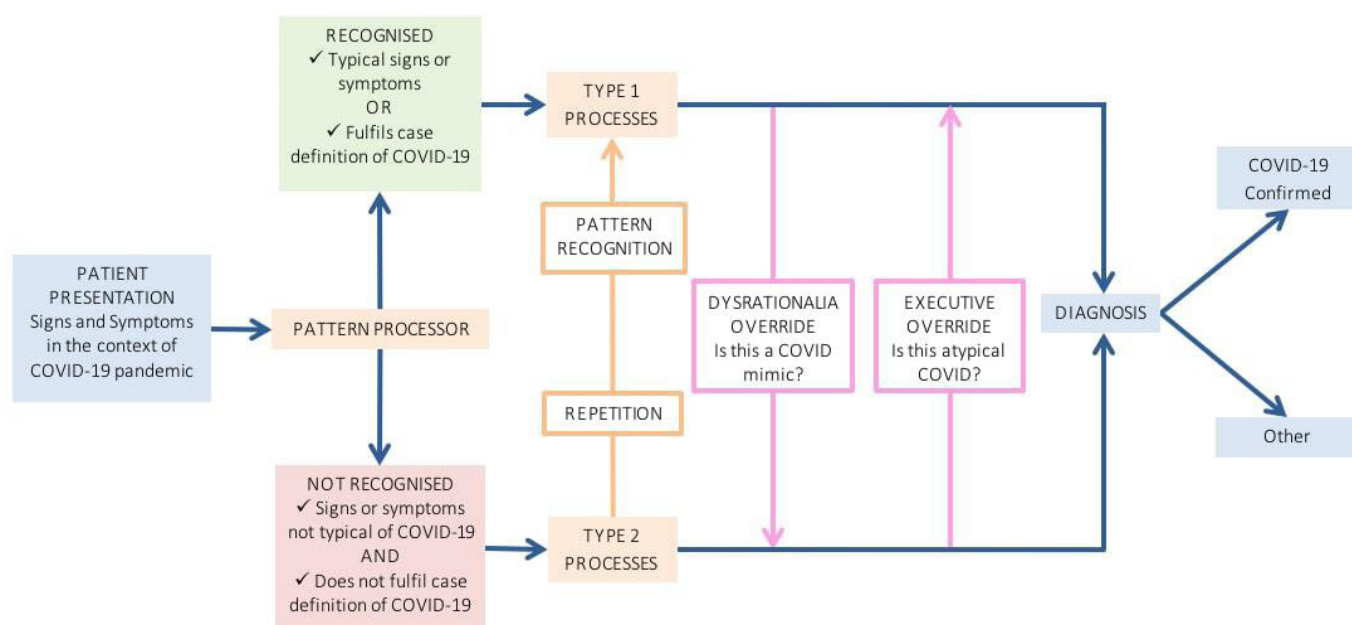 PATIENT
PRESENTATION
Signs and Symptoms
in the context of
COVID-19 pandemic
PATTERN PROCESSOR
RECOGNISED
✓ Typical signs or
symptoms
OR
✓ Fulfils case
definition of COVID-19
NOT RECOGNISED
✓ Signs or symptoms
not typical of COVID-19
AND
✓ Does not fulfil case
definition of COVID-19
TYPE 1
PROCESSES
PATTERN
RECOGNITION
REPETITION
TYPE 2
PROCESSES
DYSRATIONALIA
OVERRIDE
Is this a COVID
mimic?
EXECUTIVE
OVERRIDE
Is this atypical
COVID?
DIAGNOSIS
COVID-19
Confirmed
Other